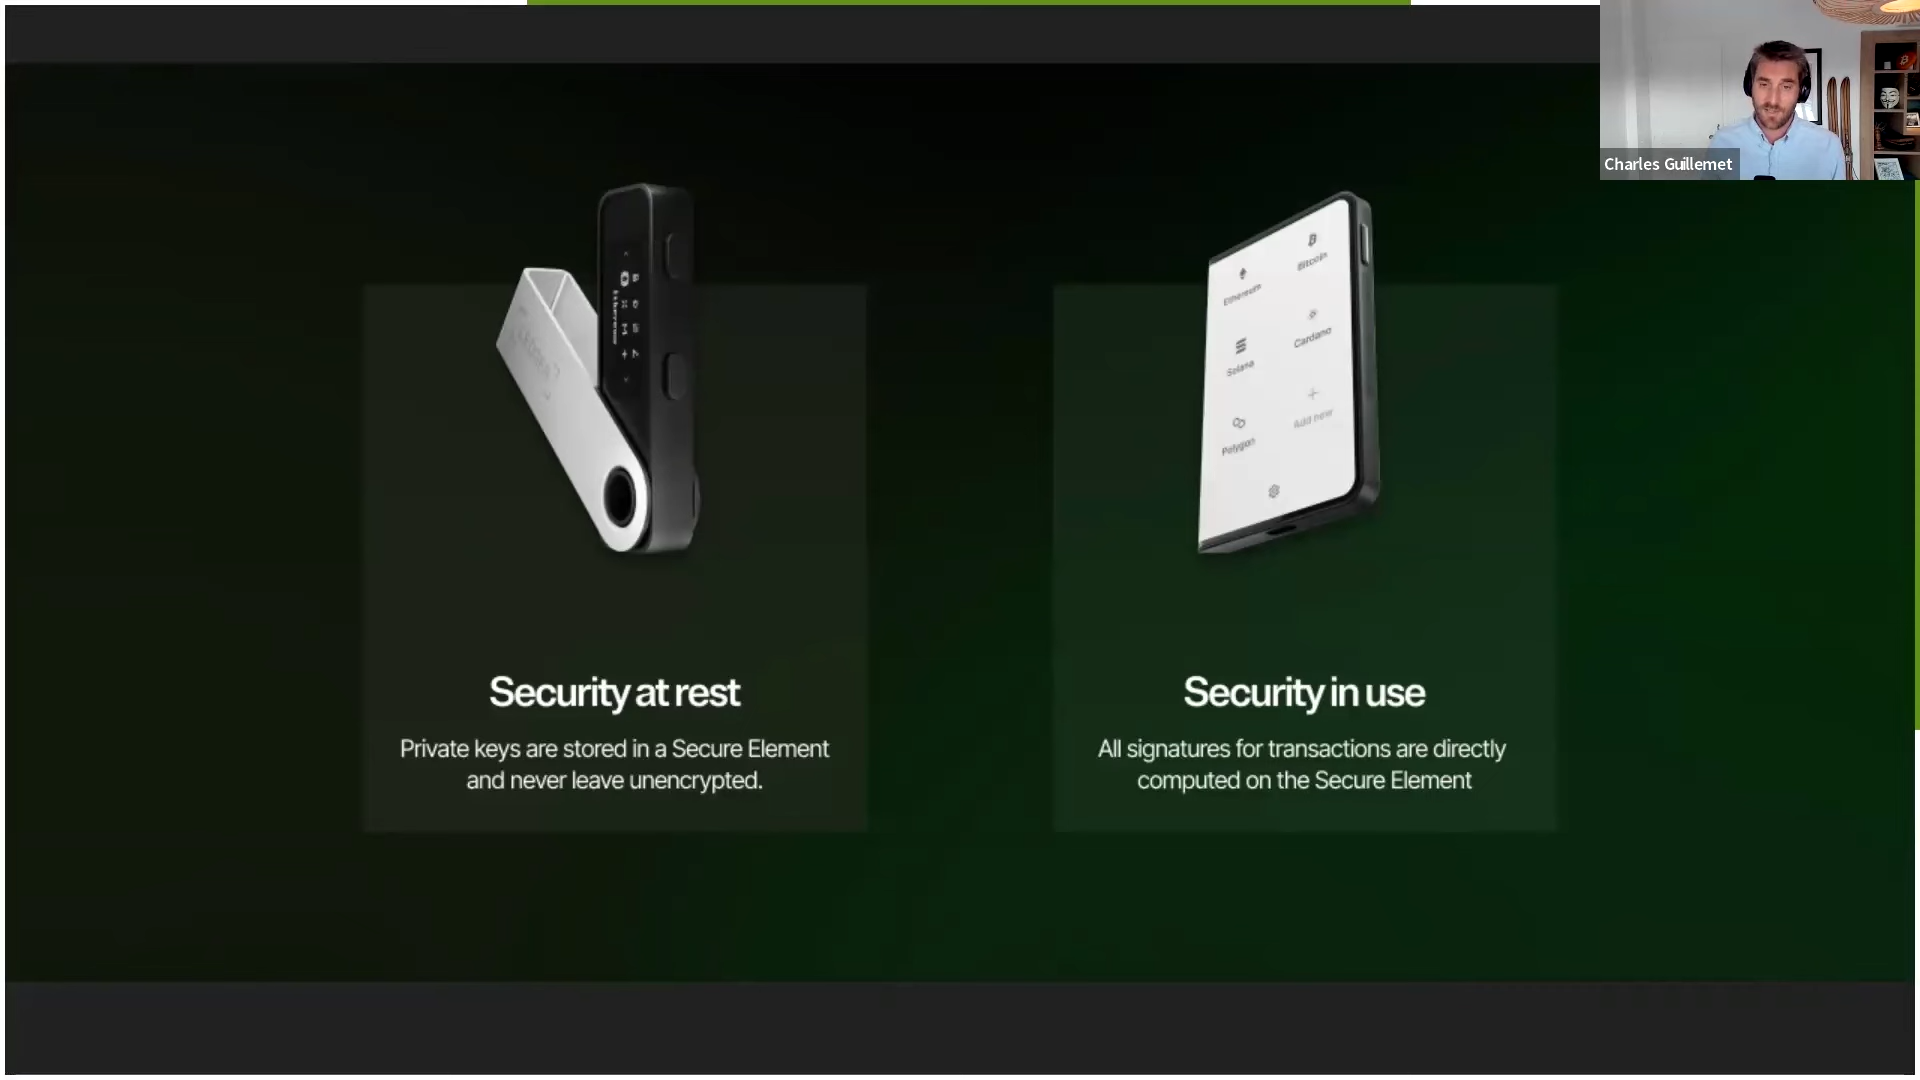 Charles Guillemet
Bitcoin
Ethereum
Cardano
Solana
Add new
Polygon
Ethereum
Security at rest
Private keys are stored in a Secure Element
and never leave unencrypted.
Security in use
All signatures for transactions are directly
computed on the Secure Element